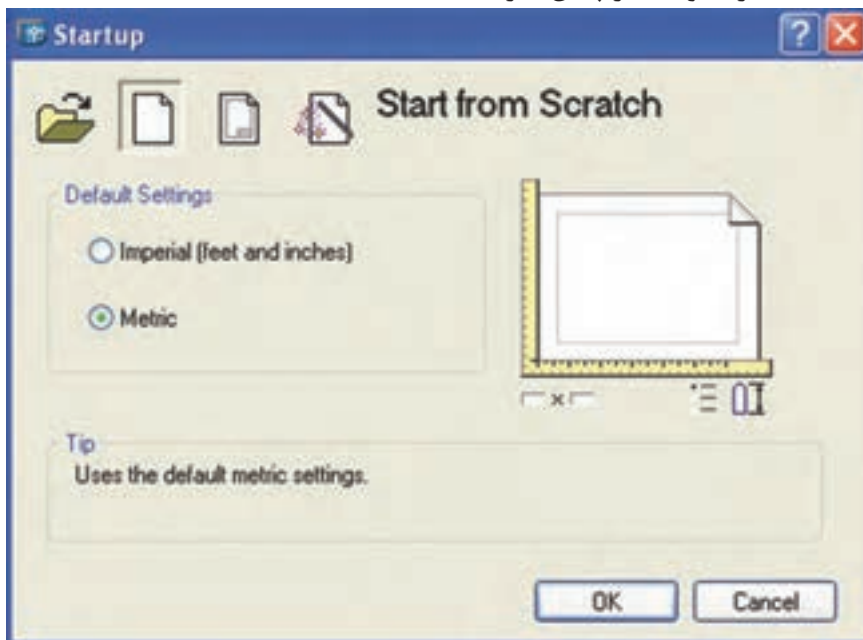 Startup
Start from Scratch
Default Settings
Imperial (feet and inches)
Metric
Tip
Uses the default metric settings.
OK
Cancel